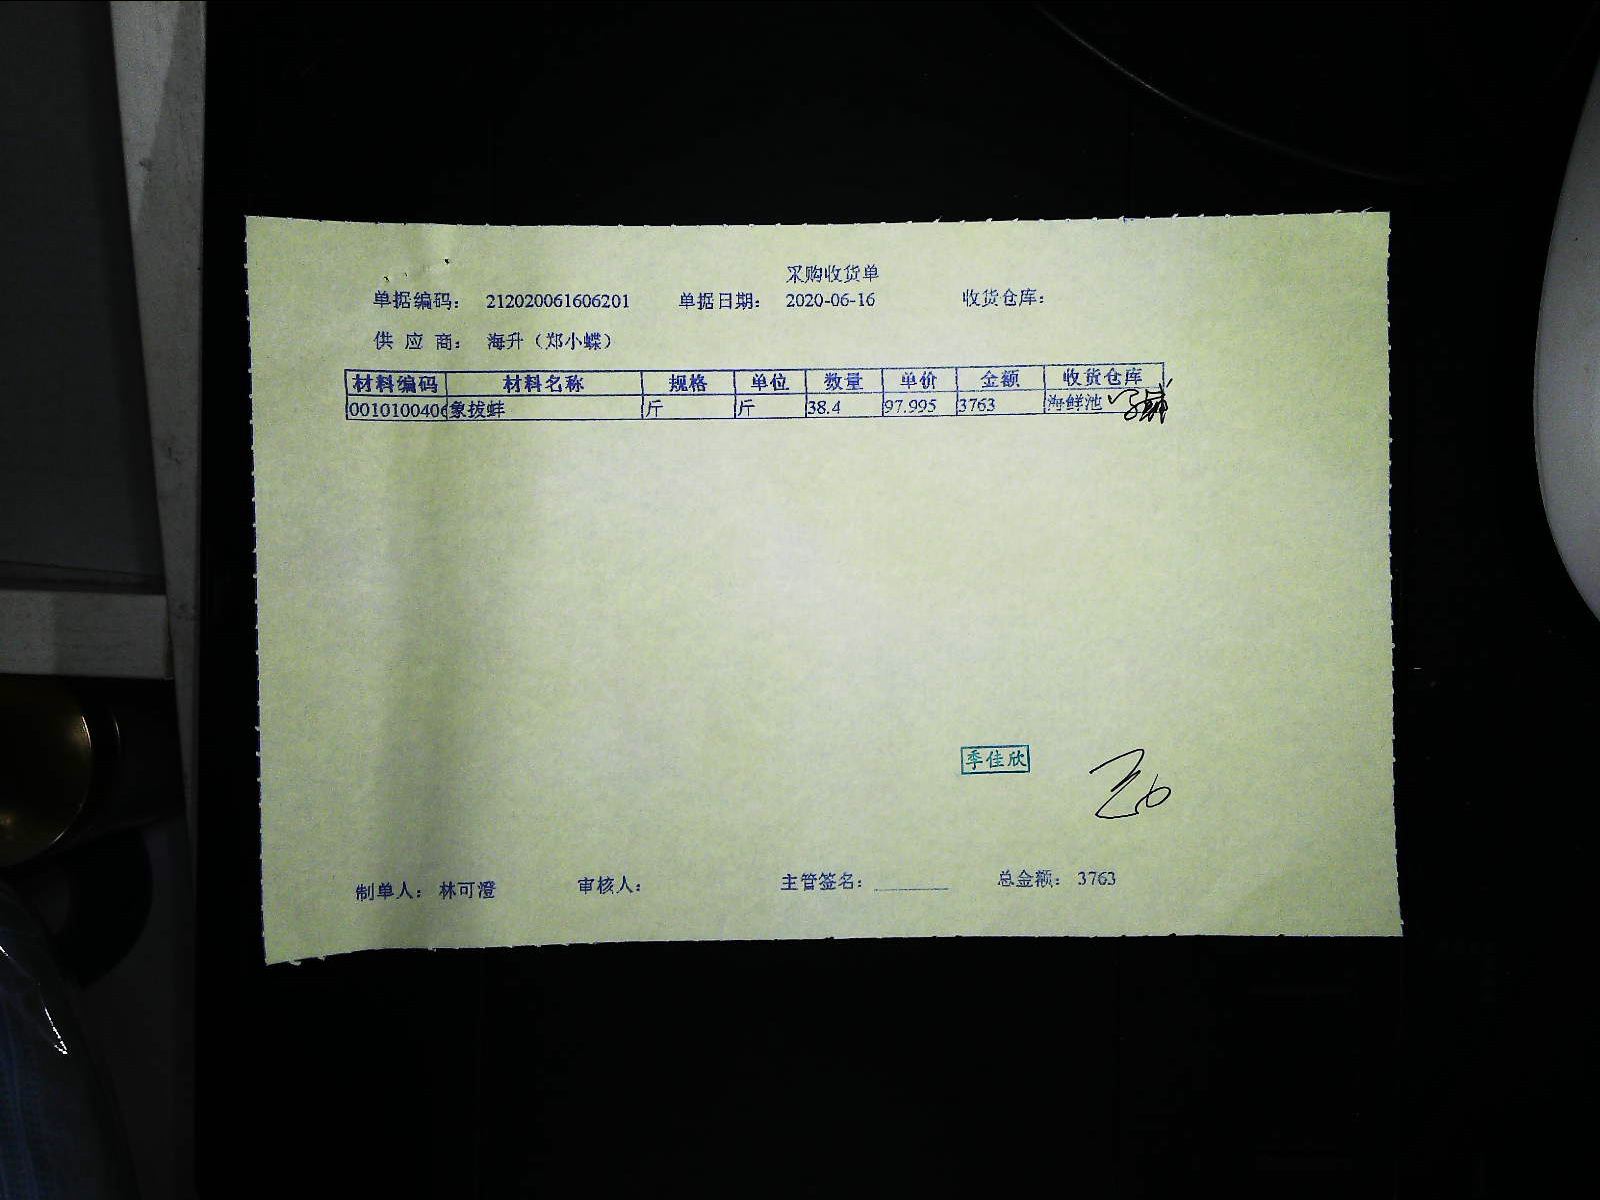 采购收货单
单据编码： 212020061606201 单据日期： 2020-06-16 收货仓库：
供 应 商： 海升（郑小蝶）
材料编码 材料名称 规格 单位 数量 单价 金额 收货仓库
0010100406 象拔蚌 斤 斤 38.4 97.995 3763 海鲜池
季佳欣
制单人： 林可澄 审核人： 主管签名： 总金额： 3763